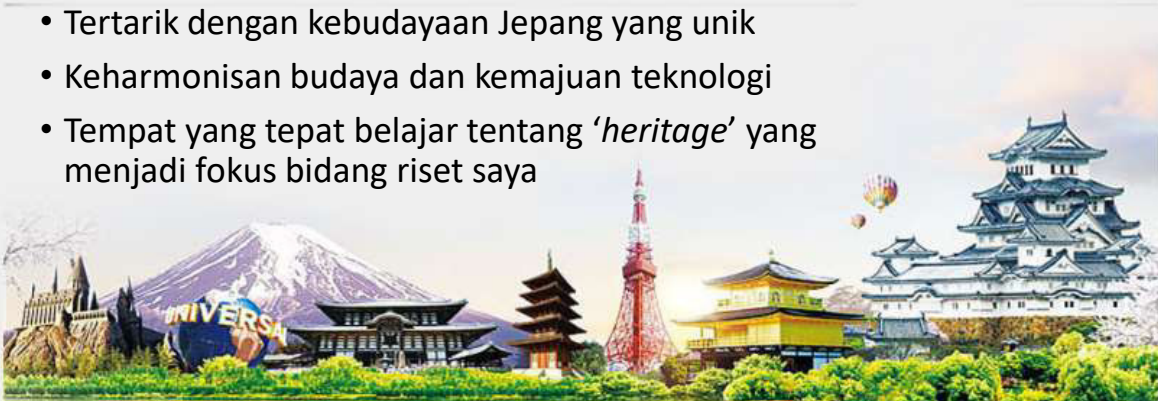 • Tertarik dengan kebudayaan Jepang yang unik
• Keharmonisan budaya dan kemajuan teknologi
• Tempat yang tepat belajar tentang ‘heritage’ yang
menjadi fokus bidang riset saya
UNIVERSAL